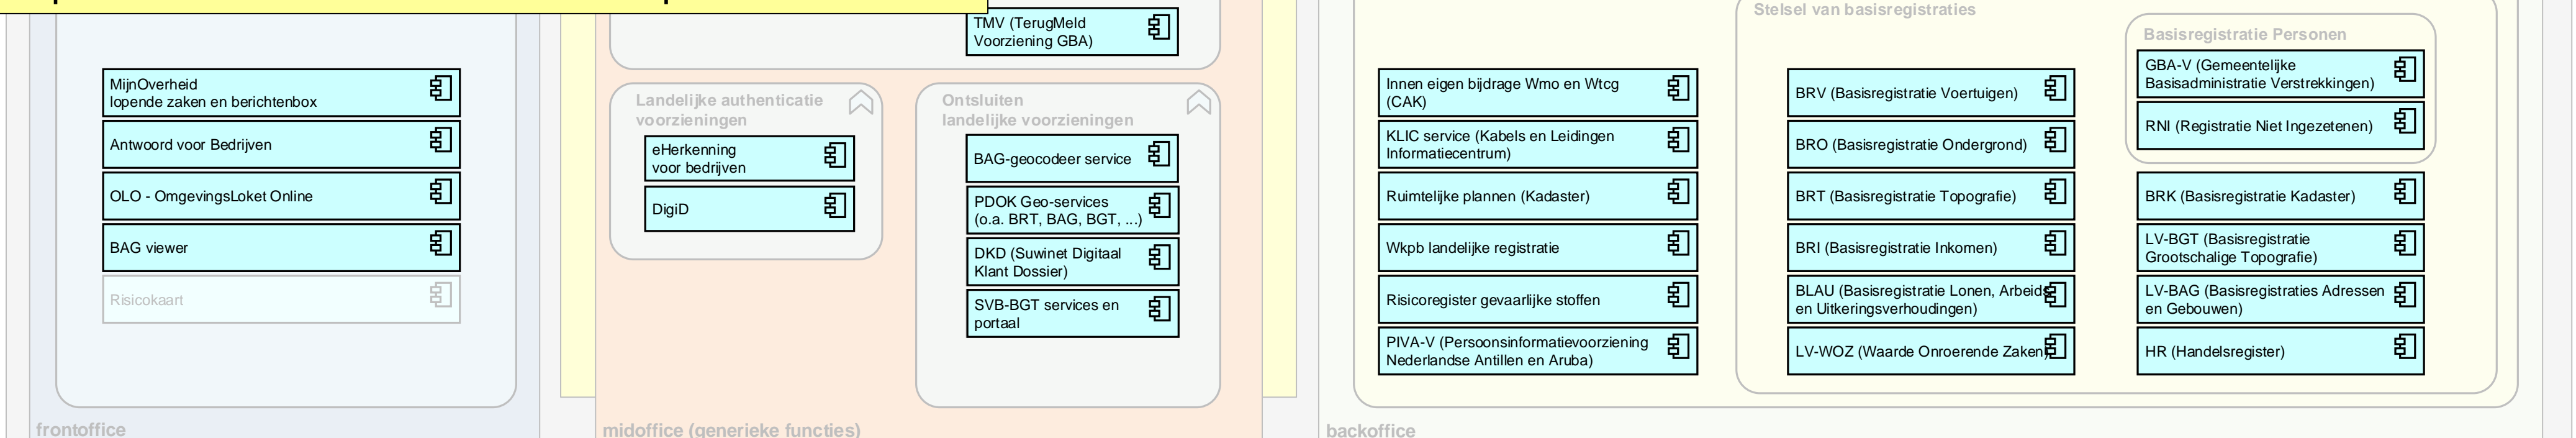 MijnOverheid
lopende zaken en berichtenbox
Antwoord voor Bedrijven
OLO - OmgevingsLoket Online
BAG viewer
Risicokaart
frontoffice
TMV (TerugMeld
Voorziening GBA)
Landelijke authenticatie
voorzieningen
eHerkenning
voor bedrijven
DigiD
Ontsluiten
landelijke voorzieningen
BAG-geocodeer service
PDOK Geo-services
(o.a. BRT, BAG, BGT, ...)
DKD (Suwinet Digitaal
Klant Dossier)
SVB-BGT services en
portaal
midoffice (generieke functies)
Innen eigen bijdrage Wmo en Wtcg
(CAK)
KLIC service (Kabels en Leidingen
Informatiecentrum)
Ruimtelijke plannen (Kadaster)
Wkpb landelijke registratie
Risicoregister gevaarlijke stoffen
PIVA-V (Persoonsinformatievoorziening
Nederlandse Antillen en Aruba)
Stelsel van basisregistraties
BRV (Basisregistratie Voertuigen)
BRO (Basisregistratie Ondergrond)
BRT (Basisregistratie Topografie)
BRI (Basisregistratie Inkomen)
BLAU (Basisregistratie Lonen, Arbeids
en Uitkeringsverhoudingen)
LV-WOZ (Waarde Onroerende Zaken)
Basisregistratie Personen
GBA-V (Gemeentelijke
Basisadministratie Verstrekkingen)
RNI (Registratie Niet Ingezetenen)
BRK (Basisregistratie Kadaster)
LV-BGT (Basisregistratie
Grootschalige Topografie)
LV-BAG (Basisregistraties Adressen
en Gebouwen)
HR (Handelsregister)
backoffice